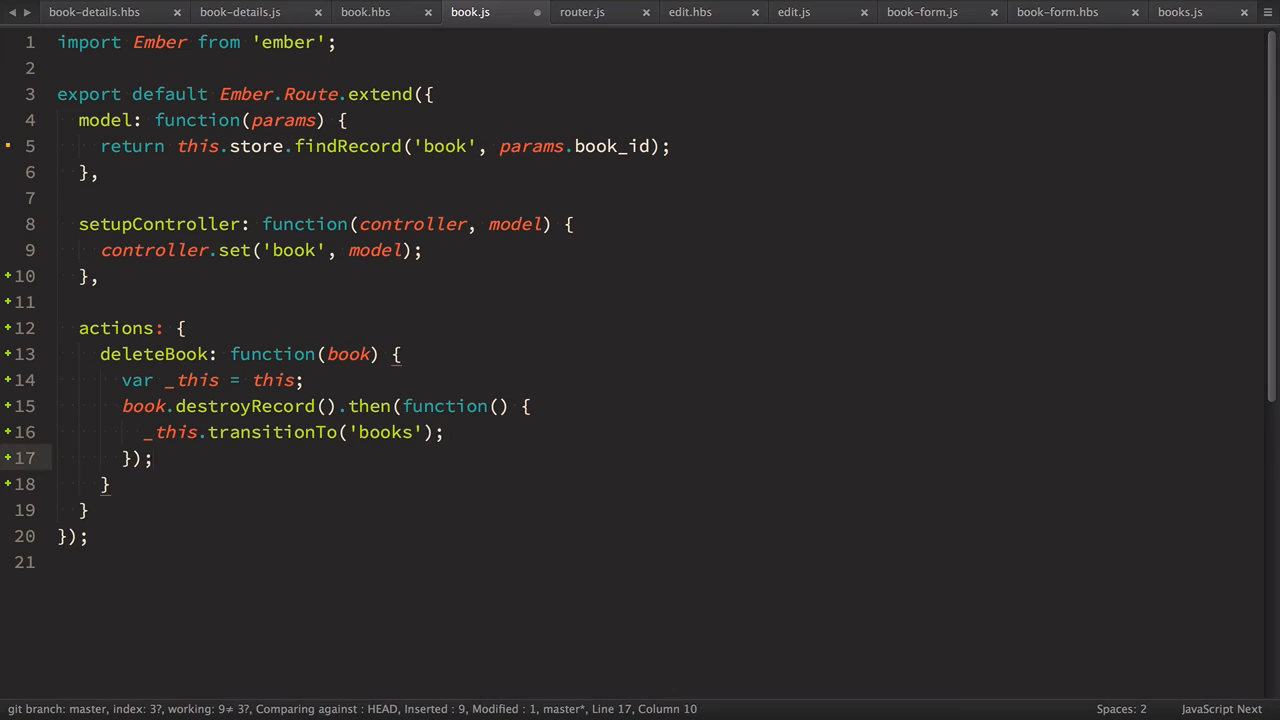 book-details.hbs book-details.js book.hbs book.js router.js edit.hbs edit.js book-form.js book-form.hbs books.js
1 import Ember from 'ember';
2
3 export default Ember.Route.extend({
4 model: function(params) {
5 return this.store.findRecord('book', params.book_id);
6 },
7
8 setupController: function(controller, model) {
9 controller.set('book', model);
10 },
11
12 actions: {
13 deleteBook: function(book) {
14 var _this = this;
15 book.destroyRecord().then(function() {
16 _this.transitionTo('books');
17 });
18 }
19 }
20 });
21
git branch: master, index: 3?, working: 9≠ 3?, Comparing against : HEAD, Inserted : 9, Modified : 1, master*, Line 17, Column 10 Spaces: 2 JavaScript Next